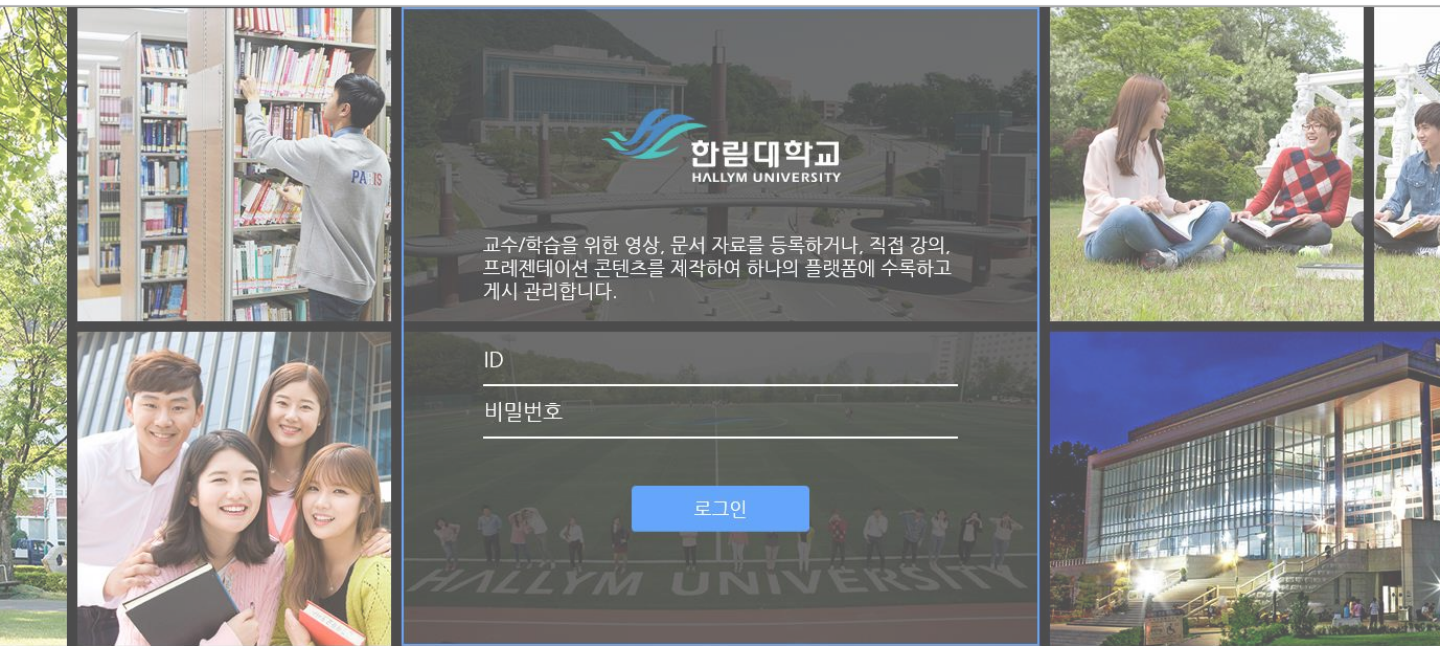 PARIS
한림대학교
HALLYM UNIVERSITY
교수/학습을 위한 영상, 문서 자료를 등록하거나, 직접 강의,
프레젠테이션 콘텐츠를 제작하여 하나의 플랫폼에 수록하고
게시 관리합니다.
ID
비밀번호
로그인
HALLYM UNIVERSITY